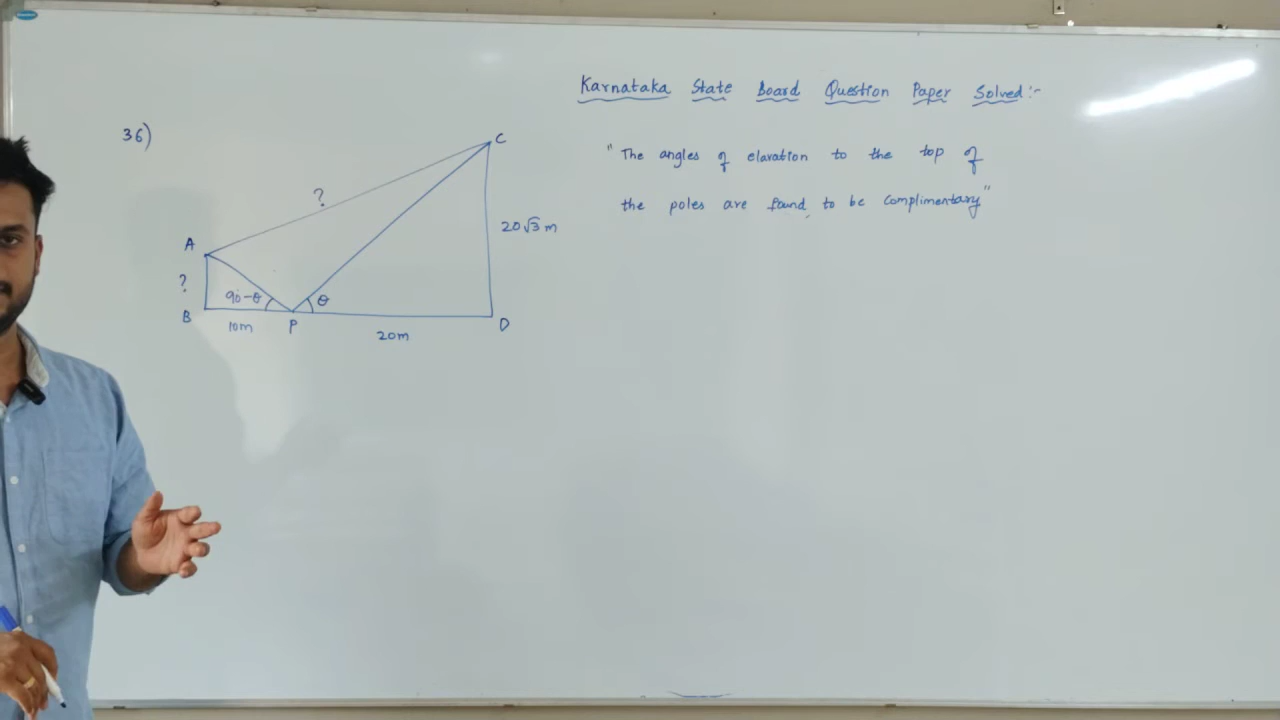 Karnataka State Board Question Paper Solved :-
36)
"The angles of elavation to the top of
the poles are found to be complimentary"
C
?
A
20√3 m
?
90-θ
θ
B
10m
P
20m
D